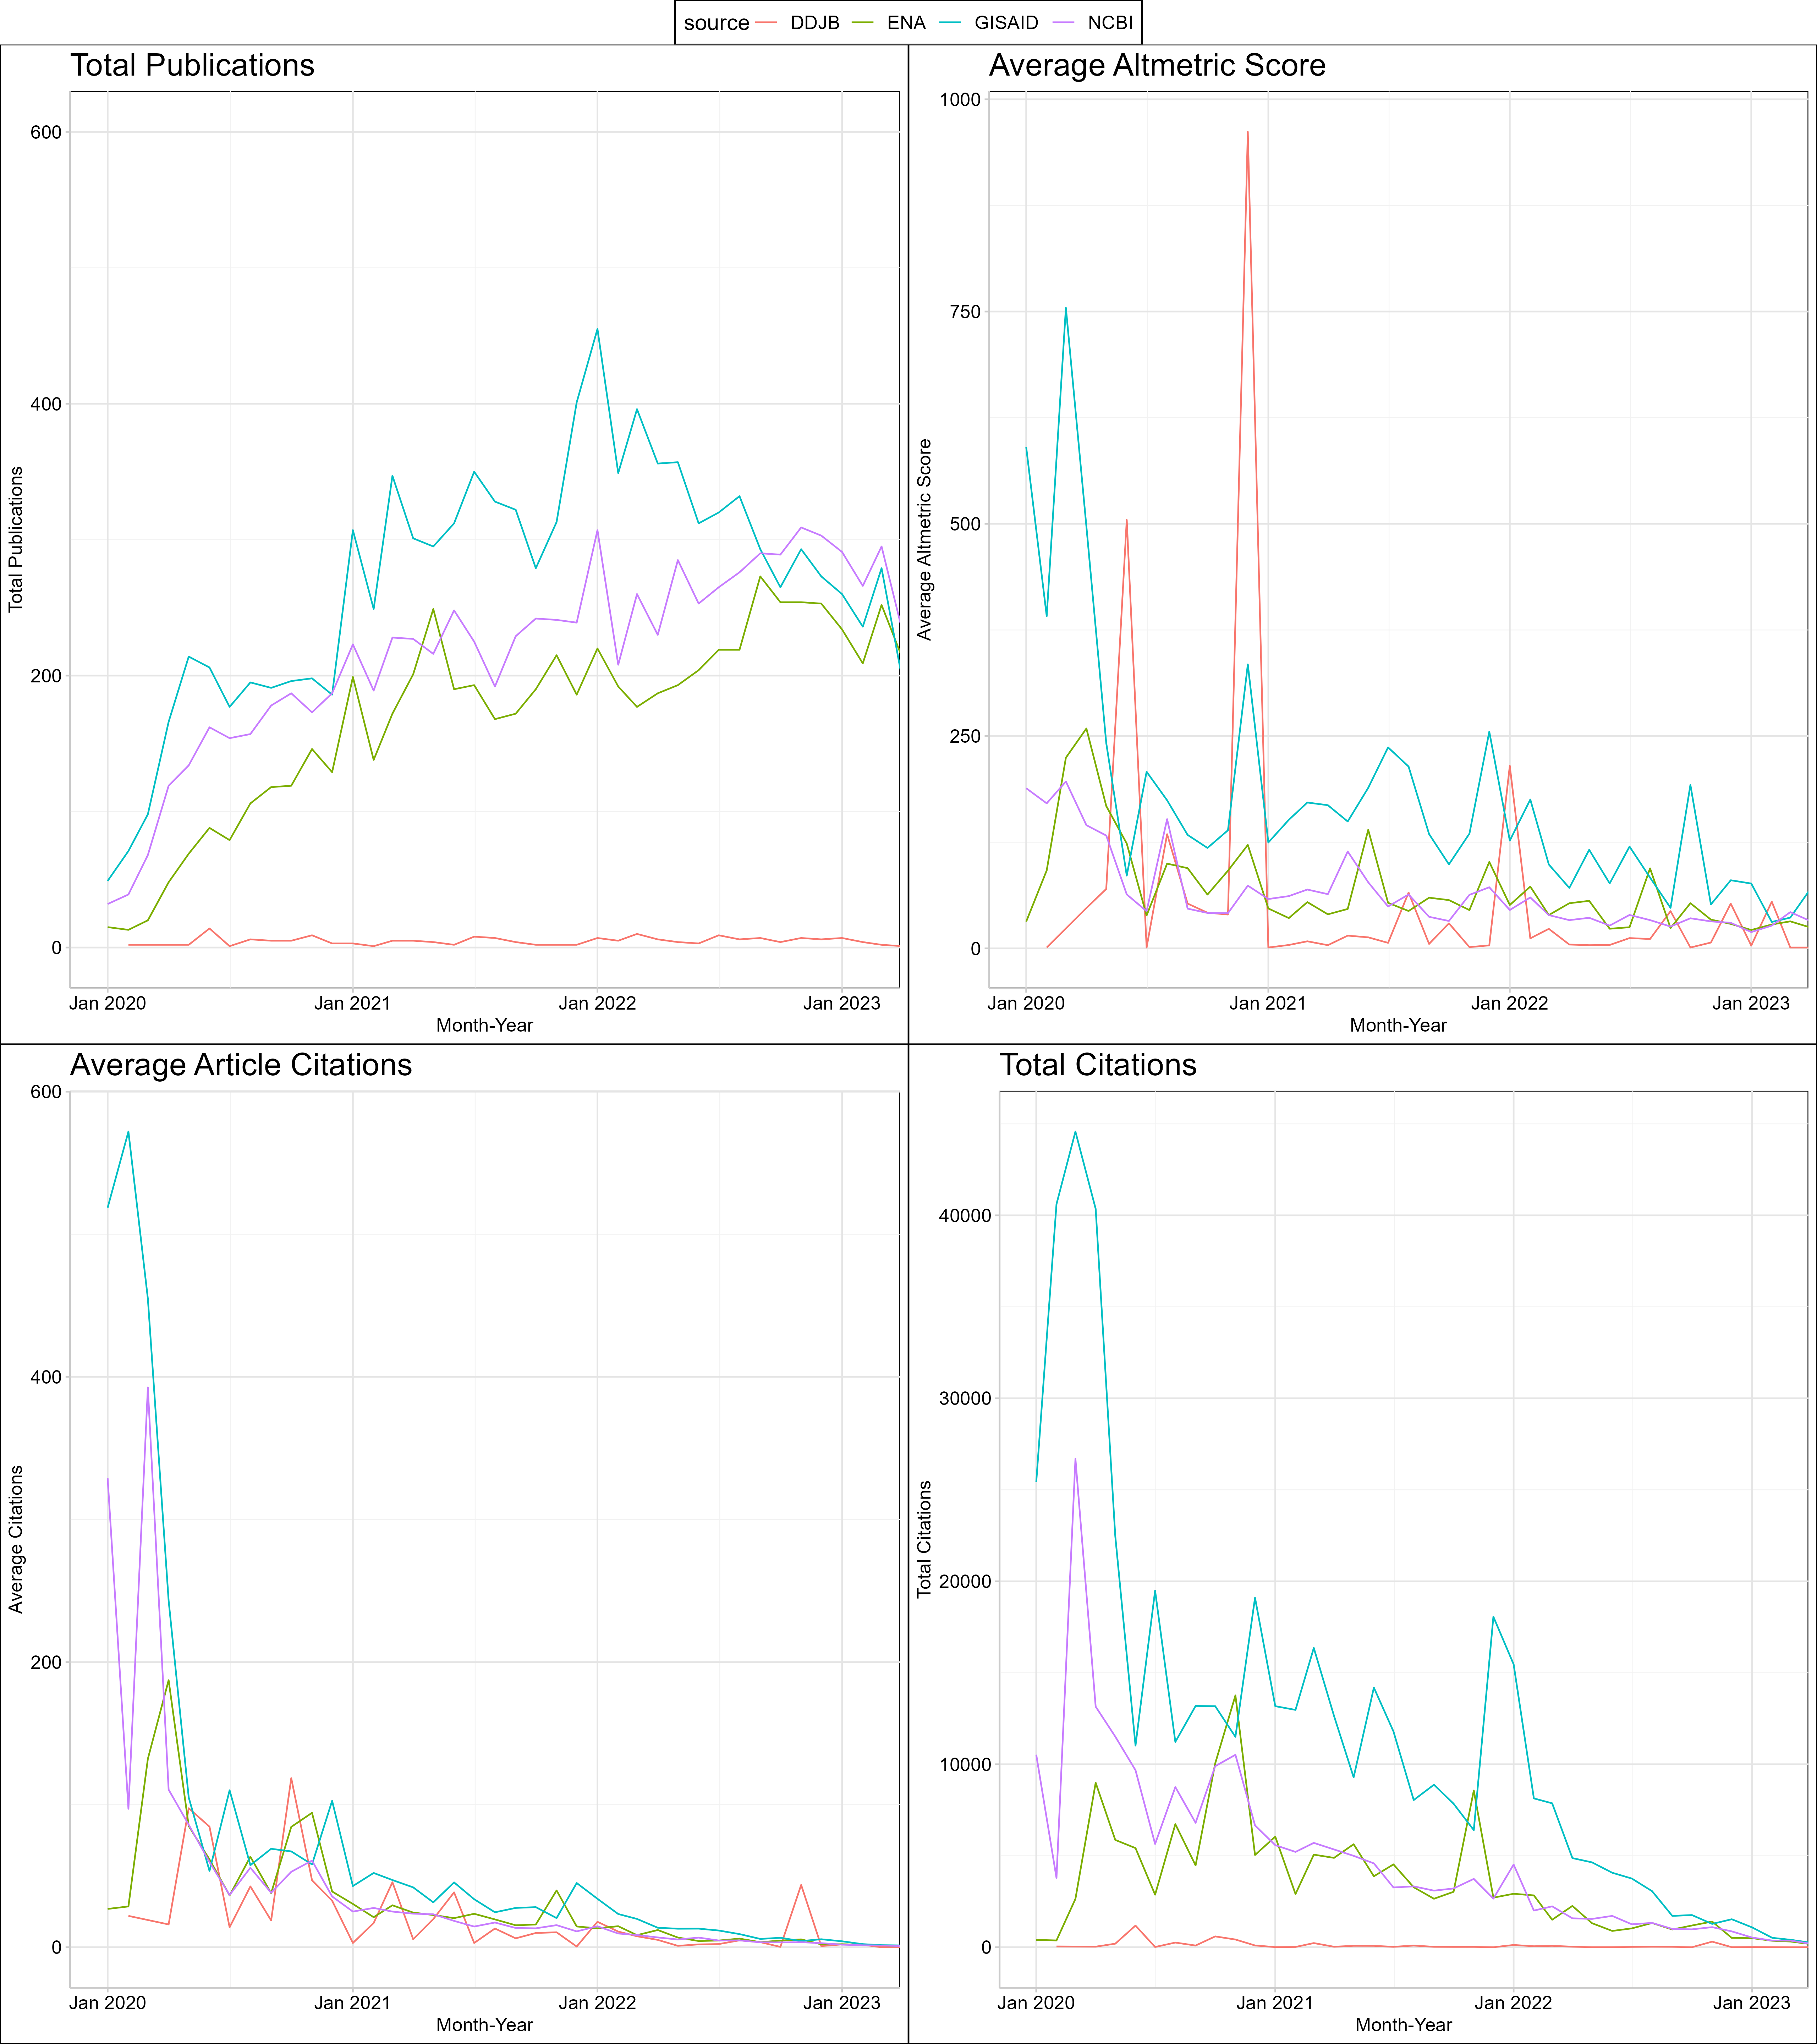 source DDJB ENA GISAID NCBI
Total Publications
600
400
200
0
Total Publications
Jan 2020 Jan 2021 Jan 2022 Jan 2023
Month-Year
Average Altmetric Score
1000
750
500
250
0
Average Altmetric Score
Jan 2020 Jan 2021 Jan 2022 Jan 2023
Month-Year
Average Article Citations
600
400
200
0
Average Citations
Jan 2020 Jan 2021 Jan 2022 Jan 2023
Month-Year
Total Citations
40000
30000
20000
10000
0
Total Citations
Jan 2020 Jan 2021 Jan 2022 Jan 2023
Month-Year